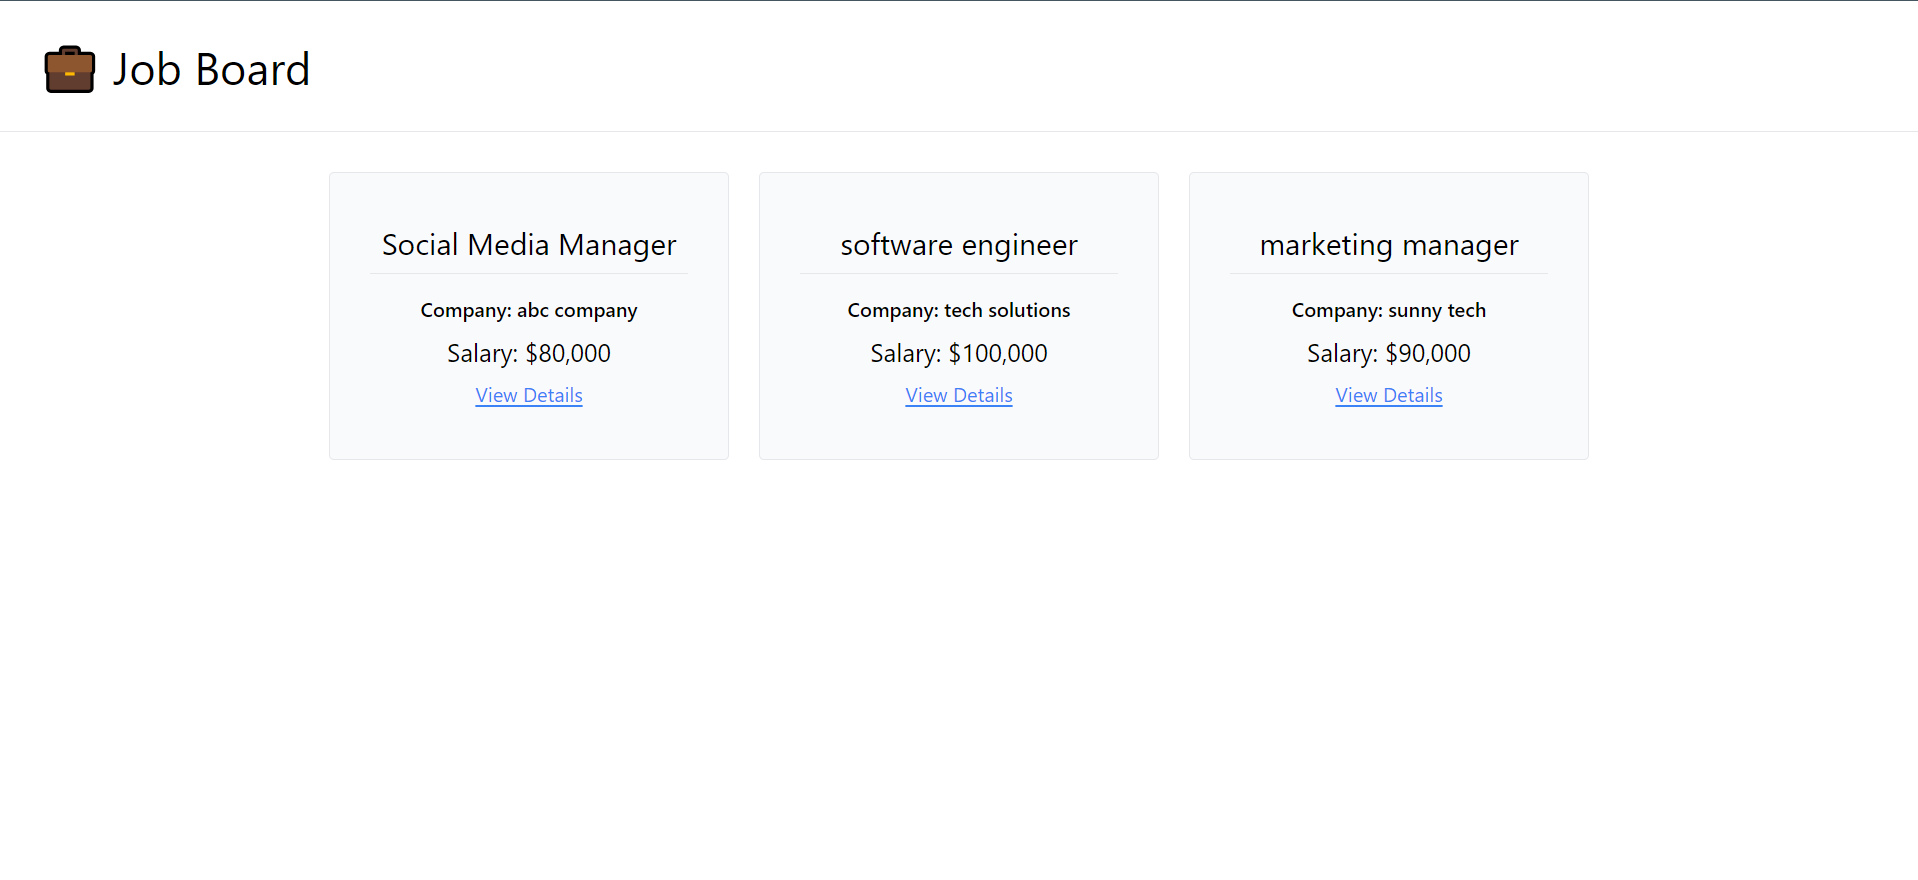 Job Board
Social Media Manager
Company: abc company
Salary: $80,000
View Details
software engineer
Company: tech solutions
Salary: $100,000
View Details
marketing manager
Company: sunny tech
Salary: $90,000
View Details